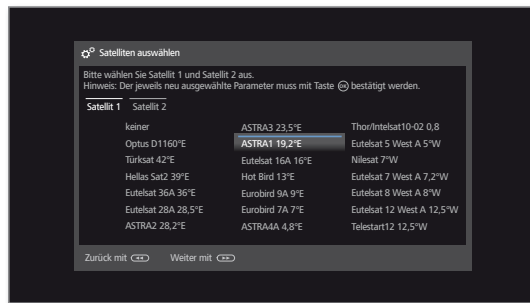 Satelliten auswählen
Bitte wählen Sie Satellit 1 und Satellit 2 aus.
Hinweis: Der jeweils neu ausgewählte Parameter muss mit Taste OK bestätigt werden.
Satellit 1 Satellit 2
keiner ASTRA3 23,5°E Thor/Intelsat10-02 0,8
Optus D1160°E ASTRA1 19,2°E Eutelsat 5 West A 5°W
Türksat 42°E Eutelsat 16A 16°E Nilesat 7°W
Hellas Sat2 39°E Hot Bird 13°E Eutelsat 7 West A 7,2°W
Eutelsat 36A 36°E Eurobird 9A 9°E Eutelsat 8 West A 8°W
Eutelsat 28A 28,5°E Eurobird 7A 7°E Eutelsat 12 West A 12,5°W
ASTRA2 28,2°E ASTRA4A 4,8°E Telestart12 12,5°W
Zurück mit Weiter mit